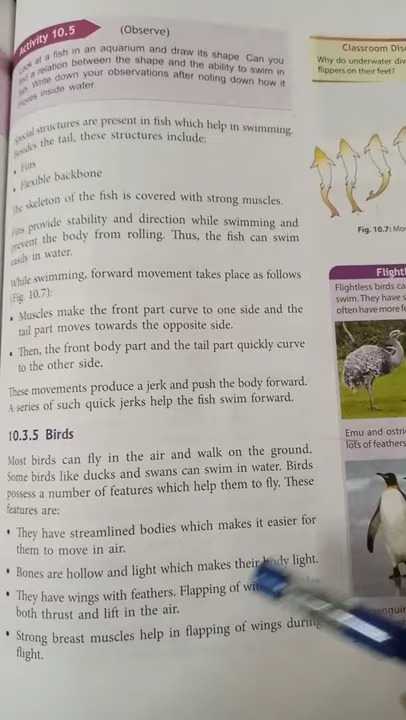 Activity 10.5
(Observe)
Look at a fish in an aquarium and draw its shape. Can you
find a relation between the shape and the ability to swim in
fish. Write down your observations after noting down how it
moves inside water.
Special structures are present in fish which help in swimming.
Besides the tail, these structures include:
• Fins
• Flexible backbone
The skeleton of the fish is covered with strong muscles.
Fins provide stability and direction while swimming and
prevent the body from rolling. Thus, the fish can swim
easily in water.
While swimming, forward movement takes place as follows
(Fig. 10.7):
• Muscles make the front part curve to one side and the
tail part moves towards the opposite side.
• Then, the front body part and the tail part quickly curve
to the other side.
These movements produce a jerk and push the body forward.
A series of such quick jerks help the fish swim forward.
10.3.5 Birds
Most birds can fly in the air and walk on the ground.
Some birds like ducks and swans can swim in water. Birds
possess a number of features which help them to fly. These
features are:
• They have streamlined bodies which makes it easier for
them to move in air.
• Bones are hollow and light which makes their body light.
• They have wings with feathers. Flapping of
both thrust and lift in the air.
• Strong breast muscles help in flapping of wings during
flight.
Classroom
Why do underwater
flippers on their feet?
Fig. 10.7:
Flightless birds
swim. They have
often have more
Emu and
lots of feathers